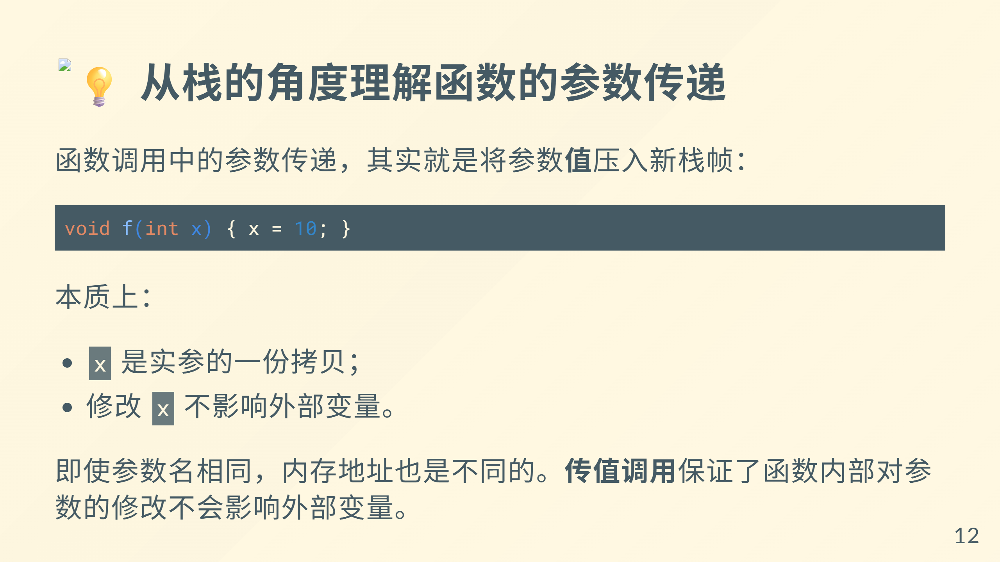 💡 从栈的角度理解函数的参数传递
函数调用中的参数传递，其实就是将参数值压入新栈帧：
void f(int x) { x = 10; }
本质上：
• x 是实参的一份拷贝；
• 修改 x 不影响外部变量。
即使参数名相同，内存地址也是不同的。传值调用保证了函数内部对参
数的修改不会影响外部变量。
12